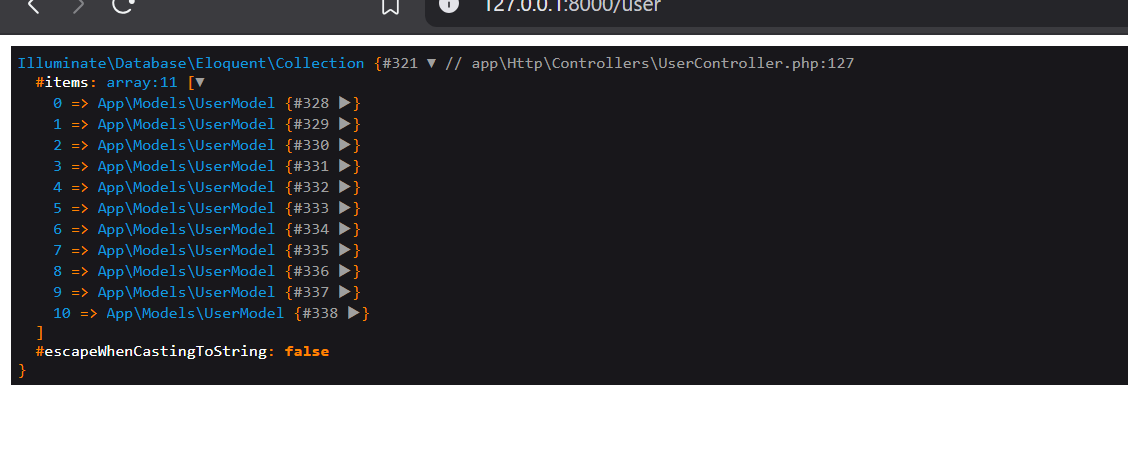 127.0.0.1:8000/user
Illuminate\Database\Eloquent\Collection {#321 ▼ // app\Http\Controllers\UserController.php:127
#items: array:11 [▼
0 => App\Models\UserModel {#328 ▶}
1 => App\Models\UserModel {#329 ▶}
2 => App\Models\UserModel {#330 ▶}
3 => App\Models\UserModel {#331 ▶}
4 => App\Models\UserModel {#332 ▶}
5 => App\Models\UserModel {#333 ▶}
6 => App\Models\UserModel {#334 ▶}
7 => App\Models\UserModel {#335 ▶}
8 => App\Models\UserModel {#336 ▶}
9 => App\Models\UserModel {#337 ▶}
10 => App\Models\UserModel {#338 ▶}
]
#escapeWhenCastingToString: false
}